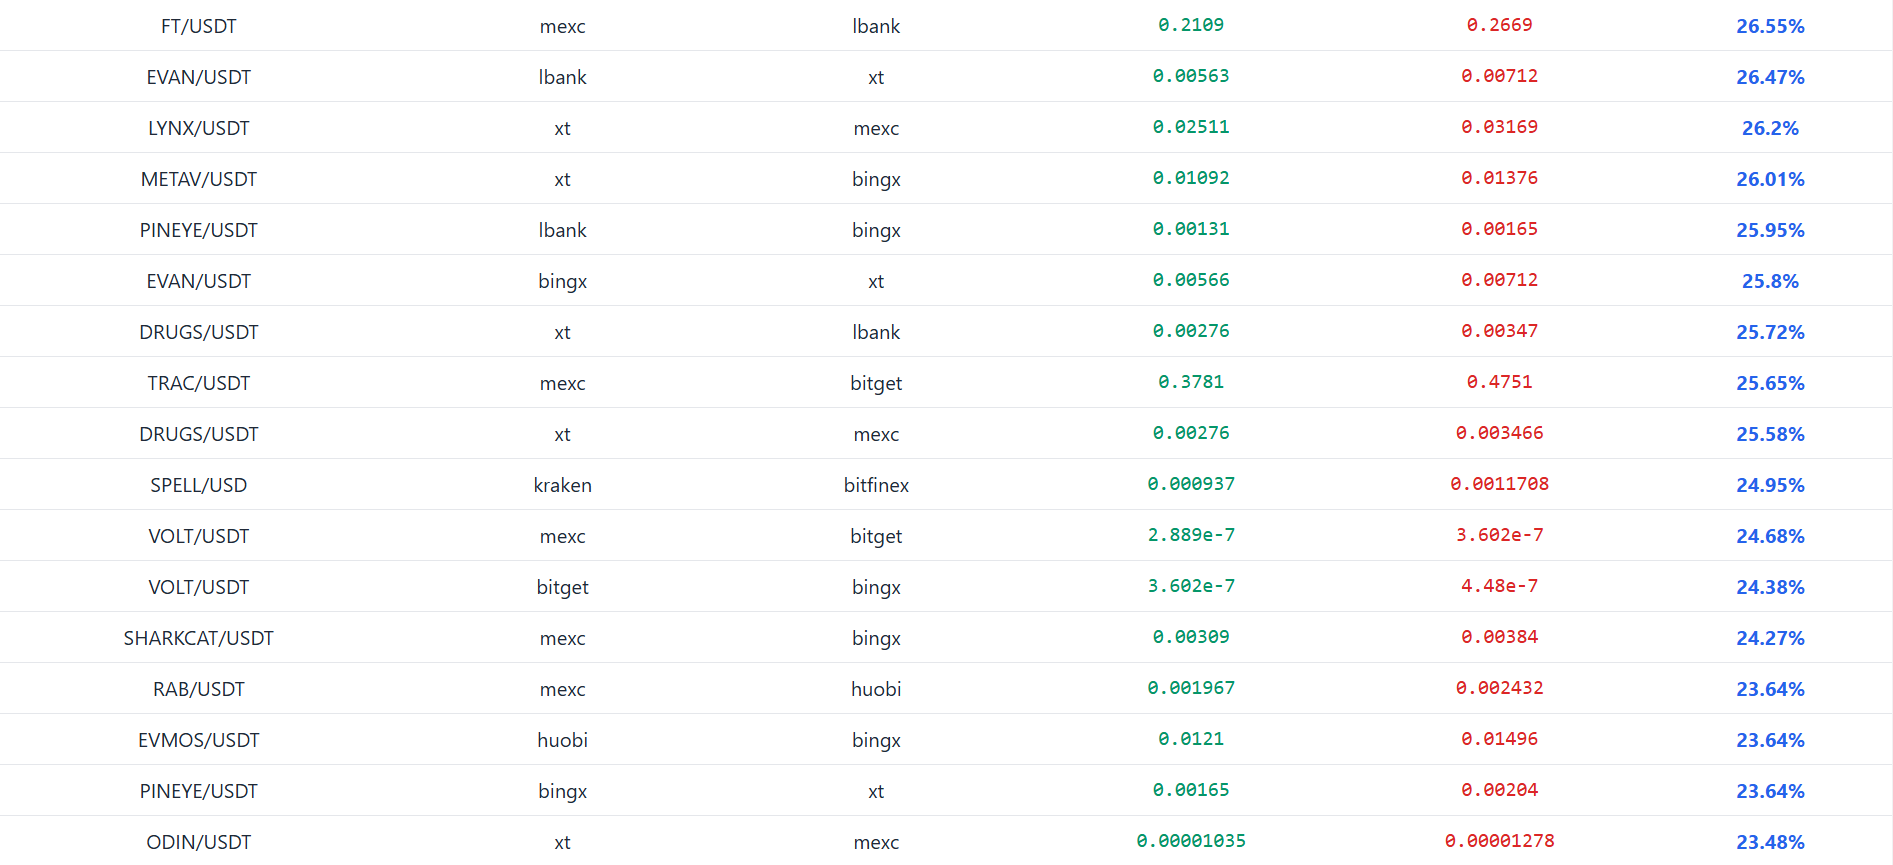 FT/USDT mexc lbank 0.2109 0.2669 26.55%
EVAN/USDT lbank xt 0.00563 0.00712 26.47%
LYNX/USDT xt mexc 0.02511 0.03169 26.2%
METAV/USDT xt bingx 0.01092 0.01376 26.01%
PINEYE/USDT lbank bingx 0.00131 0.00165 25.95%
EVAN/USDT bingx xt 0.00566 0.00712 25.8%
DRUGS/USDT xt lbank 0.00276 0.00347 25.72%
TRAC/USDT mexc bitget 0.3781 0.4751 25.65%
DRUGS/USDT xt mexc 0.00276 0.003466 25.58%
SPELL/USD kraken bitfinex 0.000937 0.0011708 24.95%
VOLT/USDT mexc bitget 2.889e-7 3.602e-7 24.68%
VOLT/USDT bitget bingx 3.602e-7 4.48e-7 24.38%
SHARKCAT/USDT mexc bingx 0.00309 0.00384 24.27%
RAB/USDT mexc huobi 0.001967 0.002432 23.64%
EVMOS/USDT huobi bingx 0.0121 0.01496 23.64%
PINEYE/USDT bingx xt 0.00165 0.00204 23.64%
ODIN/USDT xt mexc 0.00001035 0.00001278 23.48%